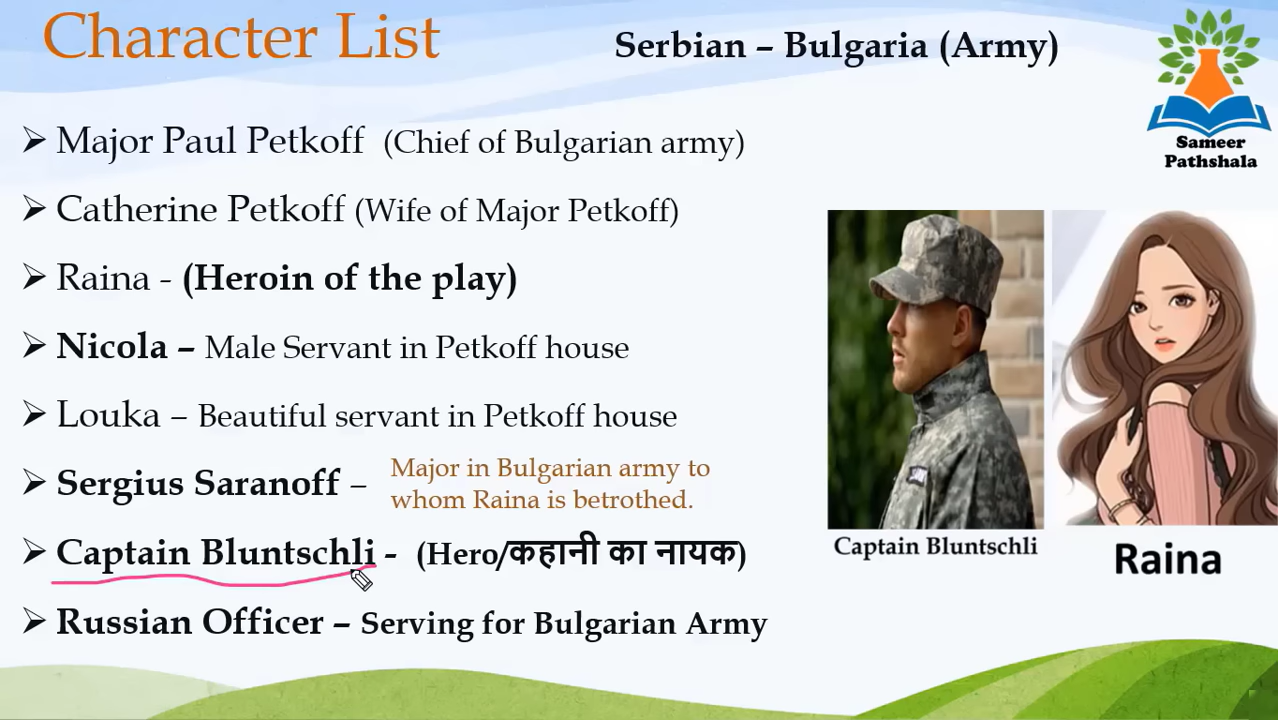 Character List
Serbian – Bulgaria (Army)
Sameer
Pathshala
➢ Major Paul Petkoff (Chief of Bulgarian army)
➢ Catherine Petkoff (Wife of Major Petkoff)
➢ Raina - (Heroin of the play)
➢ Nicola – Male Servant in Petkoff house
➢ Louka – Beautiful servant in Petkoff house
➢ Sergius Saranoff – Major in Bulgarian army to
whom Raina is betrothed.
➢ Captain Bluntschli - (Hero/कहानी का नायक)
➢ Russian Officer – Serving for Bulgarian Army
Captain Bluntschli
Raina